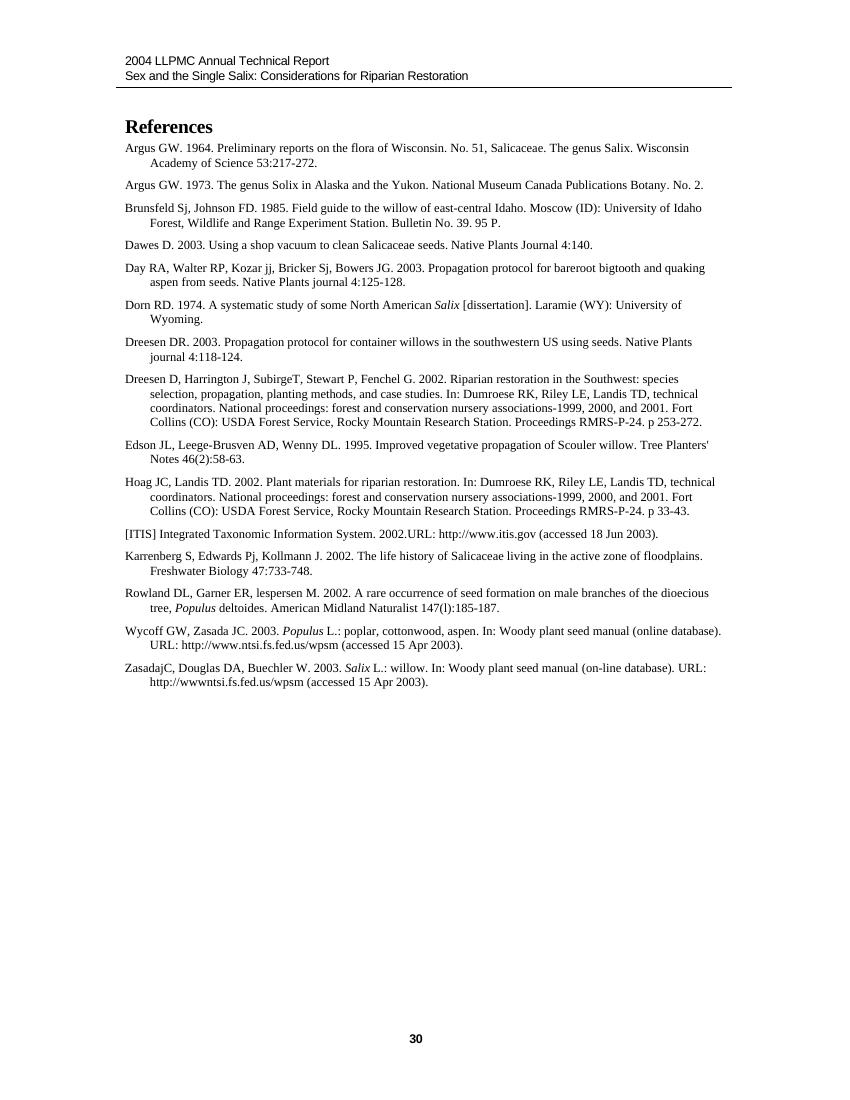 2004 LLPMC Annual Technical Report
Sex and the Single Salix: Considerations for Riparian Restoration
References
Argus GW. 1964. Preliminary reports on the flora of Wisconsin. No. 51, Salicaceae. The genus Salix. Wisconsin
Academy of Science 53:217-272.
Argus GW. 1973. The genus Solix in Alaska and the Yukon. National Museum Canada Publications Botany. No. 2.
Brunsfeld Sj, Johnson FD. 1985. Field guide to the willow of east-central Idaho. Moscow (ID): University of Idaho
Forest, Wildlife and Range Experiment Station. Bulletin No. 39. 95 P.
Dawes D. 2003. Using a shop vacuum to clean Salicaceae seeds. Native Plants Journal 4:140.
Day RA, Walter RP, Kozar jj, Bricker Sj, Bowers JG. 2003. Propagation protocol for bareroot bigtooth and quaking
aspen from seeds. Native Plants journal 4:125-128.
Dorn RD. 1974. A systematic study of some North American Salix [dissertation]. Laramie (WY): University of
Wyoming.
Dreesen DR. 2003. Propagation protocol for container willows in the southwestern US using seeds. Native Plants
journal 4:118-124.
Dreesen D, Harrington J, SubirgeT, Stewart P, Fenchel G. 2002. Riparian restoration in the Southwest: species
selection, propagation, planting methods, and case studies. In: Dumroese RK, Riley LE, Landis TD, technical
coordinators. National proceedings: forest and conservation nursery associations-1999, 2000, and 2001. Fort
Collins (CO): USDA Forest Service, Rocky Mountain Research Station. Proceedings RMRS-P-24. p 253-272.
Edson JL, Leege-Brusven AD, Wenny DL. 1995. Improved vegetative propagation of Scouler willow. Tree Planters'
Notes 46(2):58-63.
Hoag JC, Landis TD. 2002. Plant materials for riparian restoration. In: Dumroese RK, Riley LE, Landis TD, technical
coordinators. National proceedings: forest and conservation nursery associations-1999, 2000, and 2001. Fort
Collins (CO): USDA Forest Service, Rocky Mountain Research Station. Proceedings RMRS-P-24. p 33-43.
[ITIS] Integrated Taxonomic Information System. 2002.URL: http://www.itis.gov (accessed 18 Jun 2003).
Karrenberg S, Edwards Pj, Kollmann J. 2002. The life history of Salicaceae living in the active zone of floodplains.
Freshwater Biology 47:733-748.
Rowland DL, Garner ER, lespersen M. 2002. A rare occurrence of seed formation on male branches of the dioecious
tree, Populus deltoides. American Midland Naturalist 147(l):185-187.
Wycoff GW, Zasada JC. 2003. Populus L.: poplar, cottonwood, aspen. In: Woody plant seed manual (online database).
URL: http://www.ntsi.fs.fed.us/wpsm (accessed 15 Apr 2003).
ZasadajC, Douglas DA, Buechler W. 2003. Salix L.: willow. In: Woody plant seed manual (on-line database). URL:
http://wwwntsi.fs.fed.us/wpsm (accessed 15 Apr 2003).
30